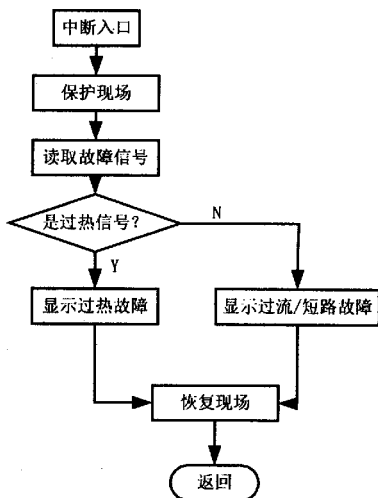 中断入口
保护现场
读取故障信号
是过热信号?
N
Y
显示过热故障
显示过流/短路故障
恢复现场
返回